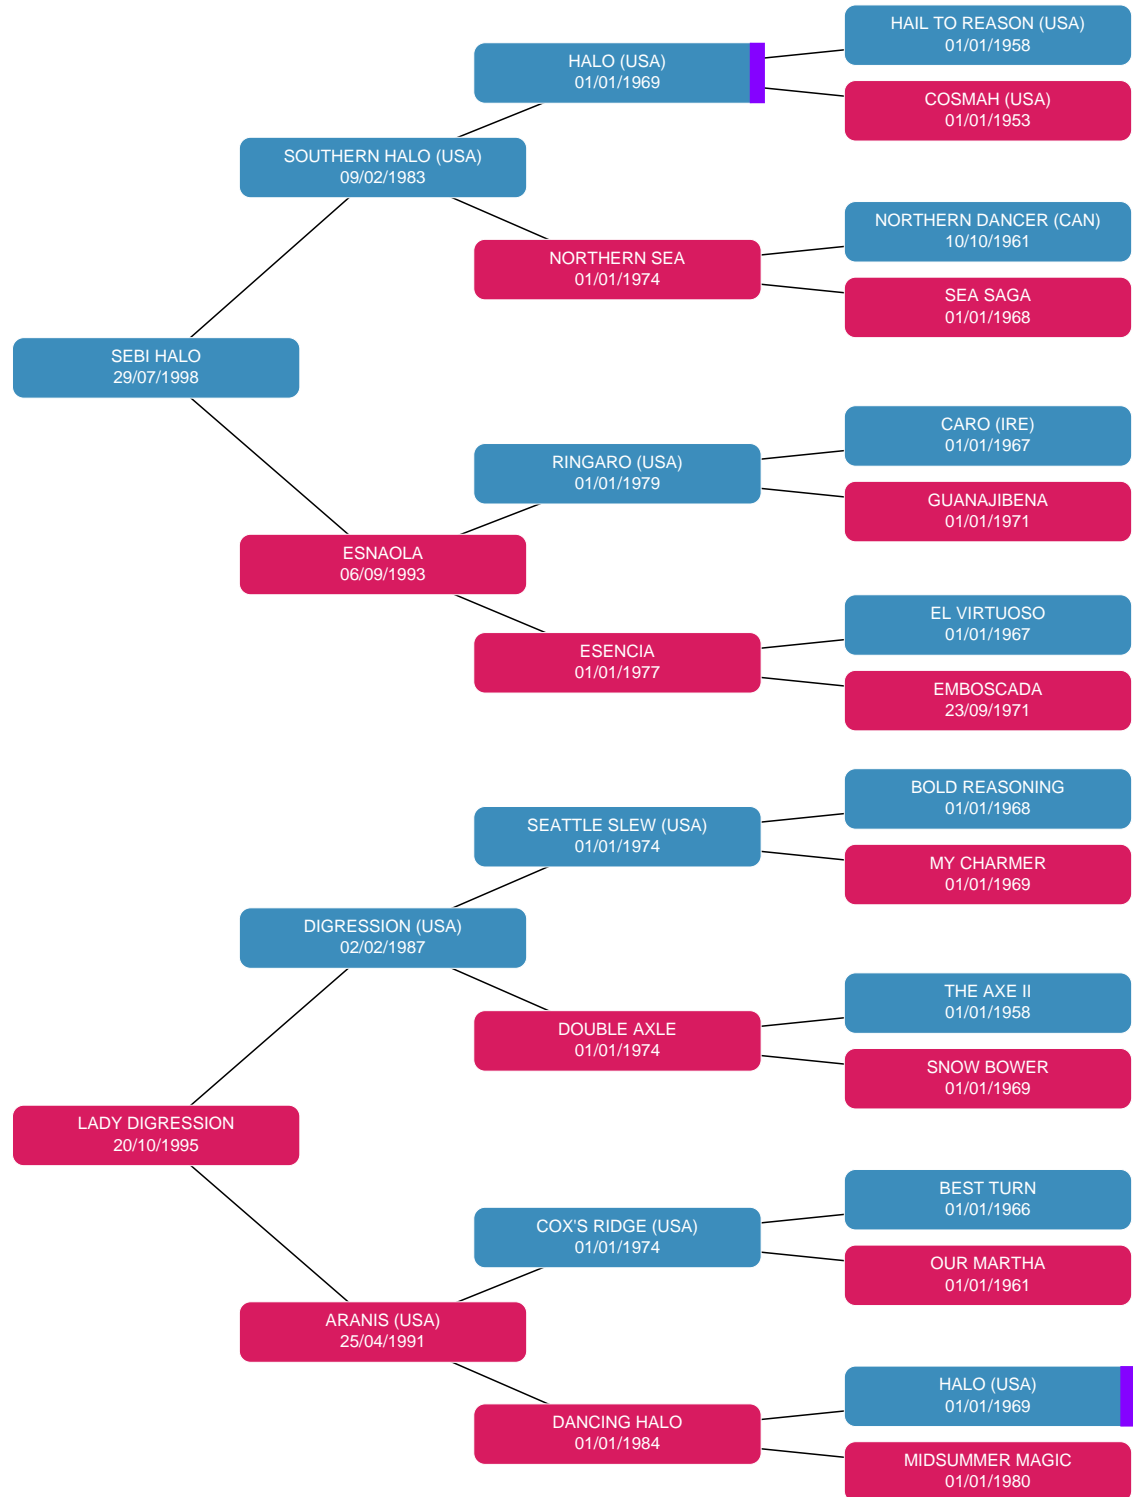 HAIL TO REASON (USA)
01/01/1958
HALO (USA)
01/01/1969
COSMAH (USA)
01/01/1953
SOUTHERN HALO (USA)
09/02/1983
NORTHERN DANCER (CAN)
10/10/1961
NORTHERN SEA
01/01/1974
SEA SAGA
01/01/1968
SEBI HALO
29/07/1998
CARO (IRE)
01/01/1967
RINGARO (USA)
01/01/1979
GUANAJIBENA
01/01/1971
ESNAOLA
06/09/1993
EL VIRTUOSO
01/01/1967
ESENCIA
01/01/1977
EMBOSCADA
23/09/1971
BOLD REASONING
01/01/1968
SEATTLE SLEW (USA)
01/01/1974
MY CHARMER
01/01/1969
DIGRESSION (USA)
02/02/1987
THE AXE II
01/01/1958
DOUBLE AXLE
01/01/1974
SNOW BOWER
01/01/1969
LADY DIGRESSION
20/10/1995
BEST TURN
01/01/1966
COX'S RIDGE (USA)
01/01/1974
OUR MARTHA
01/01/1961
ARANIS (USA)
25/04/1991
HALO (USA)
01/01/1969
DANCING HALO
01/01/1984
MIDSUMMER MAGIC
01/01/1980